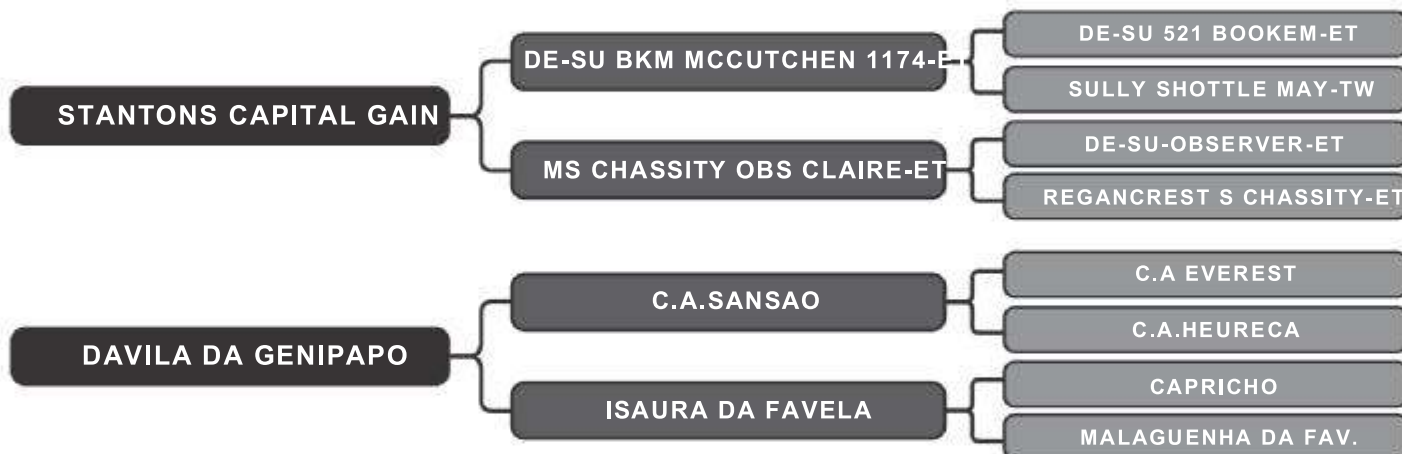 STANTONS CAPITAL GAIN
DE-SU BKM MCCUTCHEN 1174-ET
DE-SU 521 BOOKEM-ET
SULLY SHOTTLE MAY-TW
MS CHASSITY OBS CLAIRE-ET
DE-SU-OBSERVER-ET
REGANCREST S CHASSITY-ET
DAVILA DA GENIPAPO
C.A.SANSAO
C.A EVEREST
C.A.HEURECA
ISAURA DA FAVELA
CAPRICHO
MALAGUENHA DA FAV.